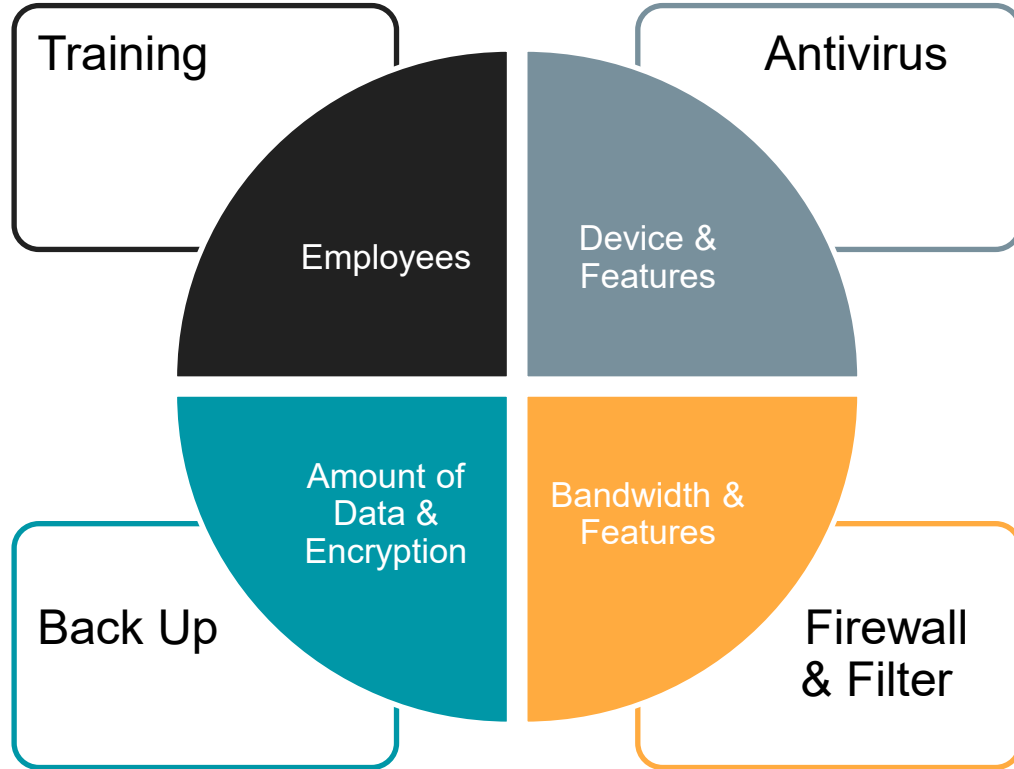 Training
Antivirus
Employees
Device &
Features
Amount of
Data &
Encryption
Bandwidth &
Features
Back Up
Firewall
& Filter